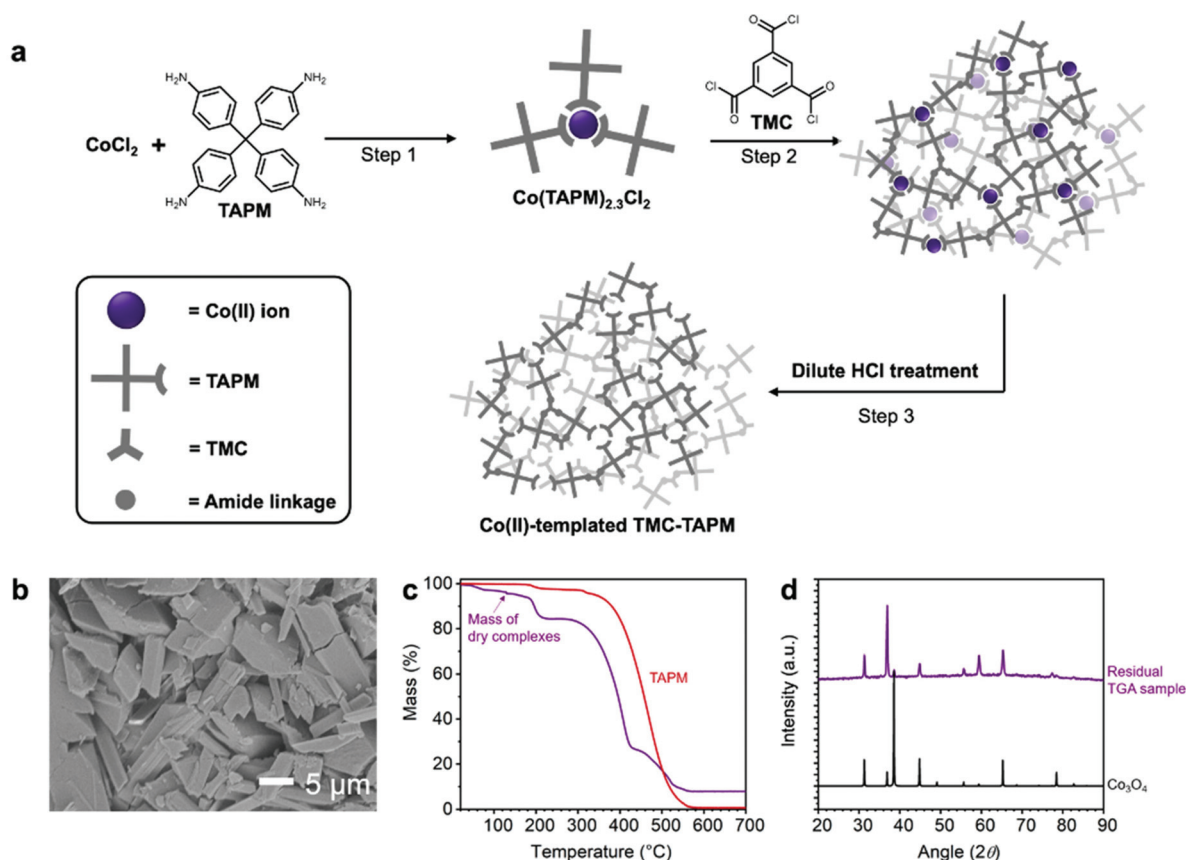 a
CoCl2 +
H2N
NH2
H2N
NH2
TAPM
Step 1
Co(TAPM)2.3Cl2
O
Cl
Cl
O
O
Cl
TMC
Step 2
= Co(II) ion
= TAPM
= TMC
= Amide linkage
Dilute HCl treatment
Step 3
Co(II)-templated TMC-TAPM
b
5 µm
c
Mass (%)
100
80
60
40
20
0
100 200 300 400 500 600 700
Temperature (°C)
Mass of
dry complexes
TAPM
d
Intensity (a.u.)
Residual
TGA sample
Co3O4
20 30 40 50 60 70 80 90
Angle (2θ)